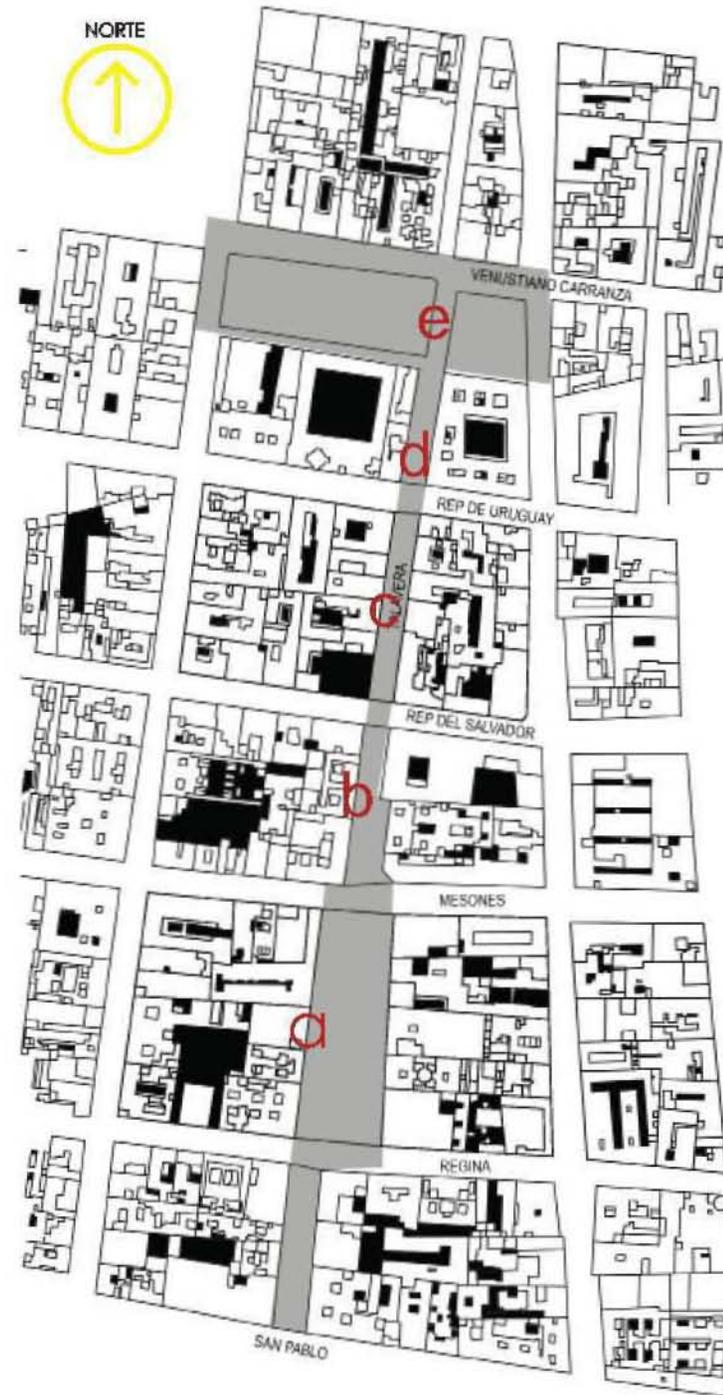 NORTE
VENUSTIANO CARRANZA
e
d
REP DE URUGUAY
c
REP DEL SALVADOR
b
MESONES
a
REGINA
SAN PABLO